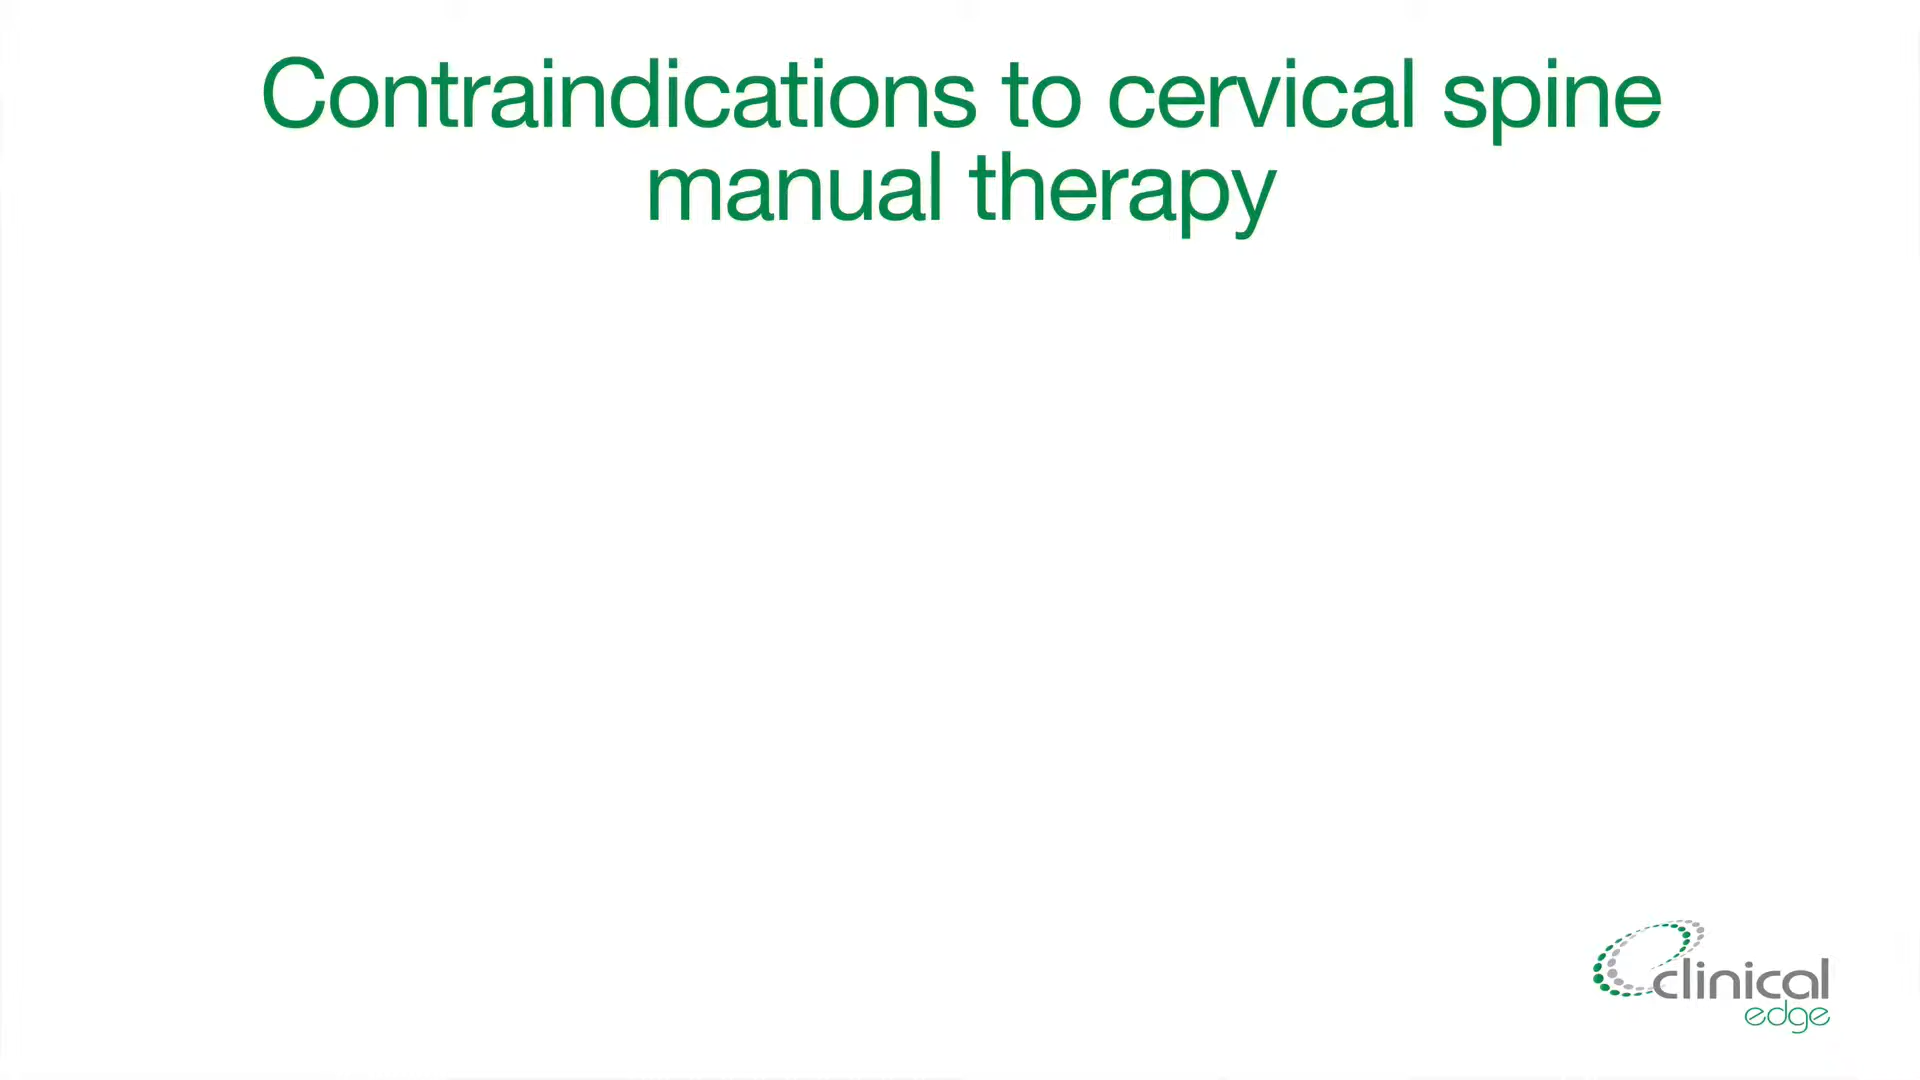 Contraindications to cervical spine
manual therapy
clinical
edge